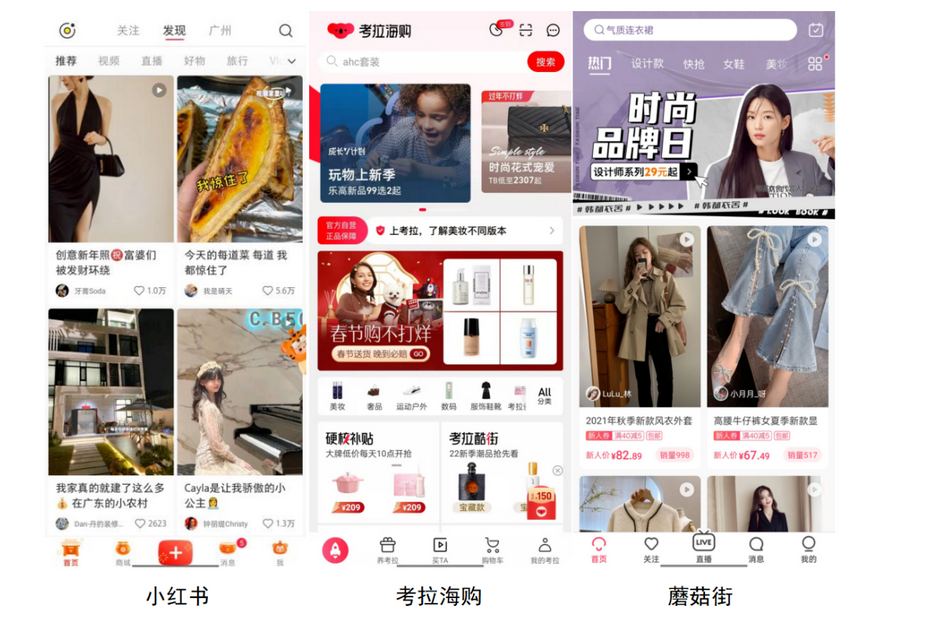 关注 发现 广州
推荐 视频 直播 好物 旅行
我惊住了
创意新年照㊗️富婆们
被发财环绕
牙膏Soda 1.0万
今天的每道菜 每道 我
都惊住了
我是晴天 5.6万
我家真的就建了这么多
在广东的小农村
Dan-丹的装修... 2623
C.B5
Cayla是让我骄傲的小
公主
钟丽缇Christy 1.3万
首页 商城 消息 5 我
小红书
考拉海购
ahc套装 搜索
成长V计划
玩物上新季
乐高新品99选2起
过年不打烊
Simple style
时尚花式宠爱
TB低至2307起
官方自营
正品保障
上考拉，了解美妆不同版本
春节购不打烊
春节送货 晚到必赔 GO
美妆 奢品 运动户外 数码 服饰鞋靴 考拉
All
分类
硬核补贴
大牌低价每天10点开抢
¥209 ¥209
考拉酷街
22新季潮品抢先看
宝藏款
150
养考拉 买TA 购物车 我的考拉
考拉海购
气质连衣裙
热门 设计款 快抢 女鞋 美妆
时尚
品牌日
设计师系列29元起
# 韩都衣舍 #
# 韩都衣舍 #
# LOOK BOOK #
LuLu_林
2021年秋季新款风衣外套
新人券 满40减5 包邮
新人价¥82.89 销量998
小月月_呀
高腰牛仔裤女夏季新款显
新人券 满40减5 包邮
新人价¥67.49 销量517
LIVE
首页 关注 直播 消息 我的
蘑菇街